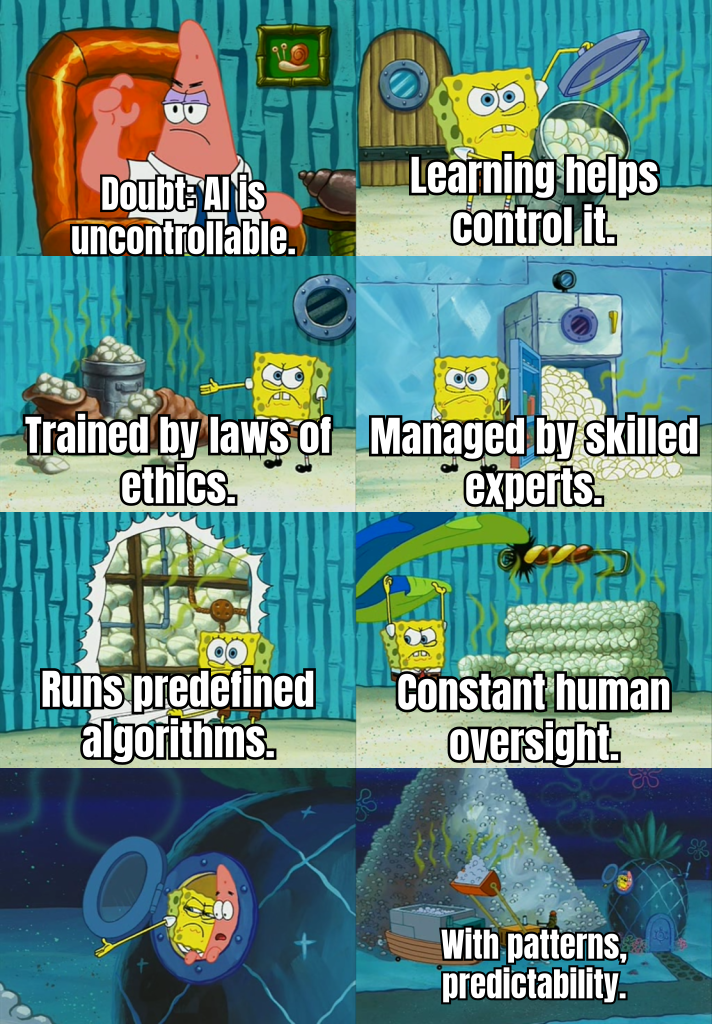 Doubt: AI is
uncontrollable.
Learning helps
control it.
Trained by laws of
ethics.
Managed by skilled
experts.
Runs predefined
algorithms.
Constant human
oversight.
With patterns,
predictability.